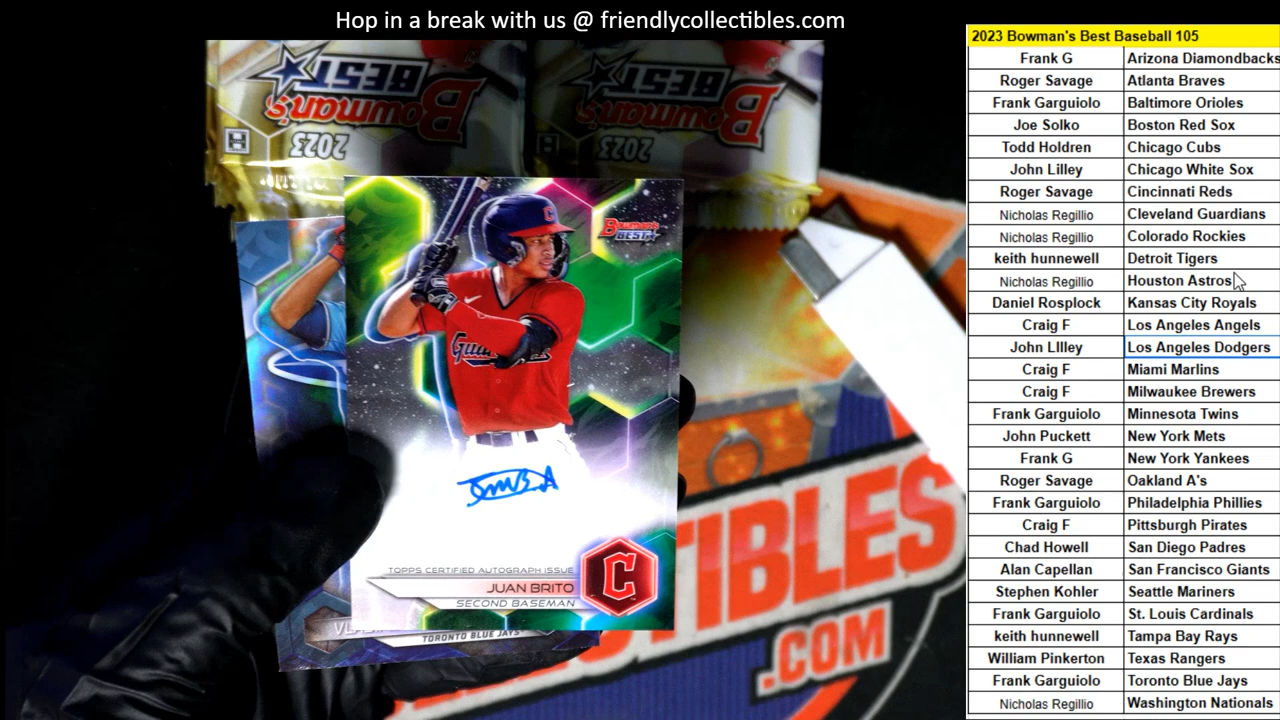 Hop in a break with us @ friendlycollectibles.com
2023 Bowman's Best Baseball 105
Frank G Arizona Diamondbacks
Roger Savage Atlanta Braves
Frank Garguiolo Baltimore Orioles
Joe Solko Boston Red Sox
Todd Holdren Chicago Cubs
John Lilley Chicago White Sox
Roger Savage Cincinnati Reds
Nicholas Regillio Cleveland Guardians
Nicholas Regillio Colorado Rockies
keith hunnewell Detroit Tigers
Nicholas Regillio Houston Astros
Daniel Rosplock Kansas City Royals
Craig F Los Angeles Angels
John LIlley Los Angeles Dodgers
Craig F Miami Marlins
Craig F Milwaukee Brewers
Frank Garguiolo Minnesota Twins
John Puckett New York Mets
Frank G New York Yankees
Roger Savage Oakland A's
Frank Garguiolo Philadelphia Phillies
Craig F Pittsburgh Pirates
Chad Howell San Diego Padres
Alan Capellan San Francisco Giants
Stephen Kohler Seattle Mariners
Frank Garguiolo St. Louis Cardinals
keith hunnewell Tampa Bay Rays
William Pinkerton Texas Rangers
Frank Garguiolo Toronto Blue Jays
Nicholas Regillio Washington Nationals
BOWMAN'S BEST
2023
BOWMAN'S BEST
2023
BOWMAN'S
BEST
C
TOPPS CERTIFIED AUTOGRAPH ISSUE
JUAN BRITO
SECOND BASEMAN
C
TORONTO BLUE JAYS
TIBLES
.COM